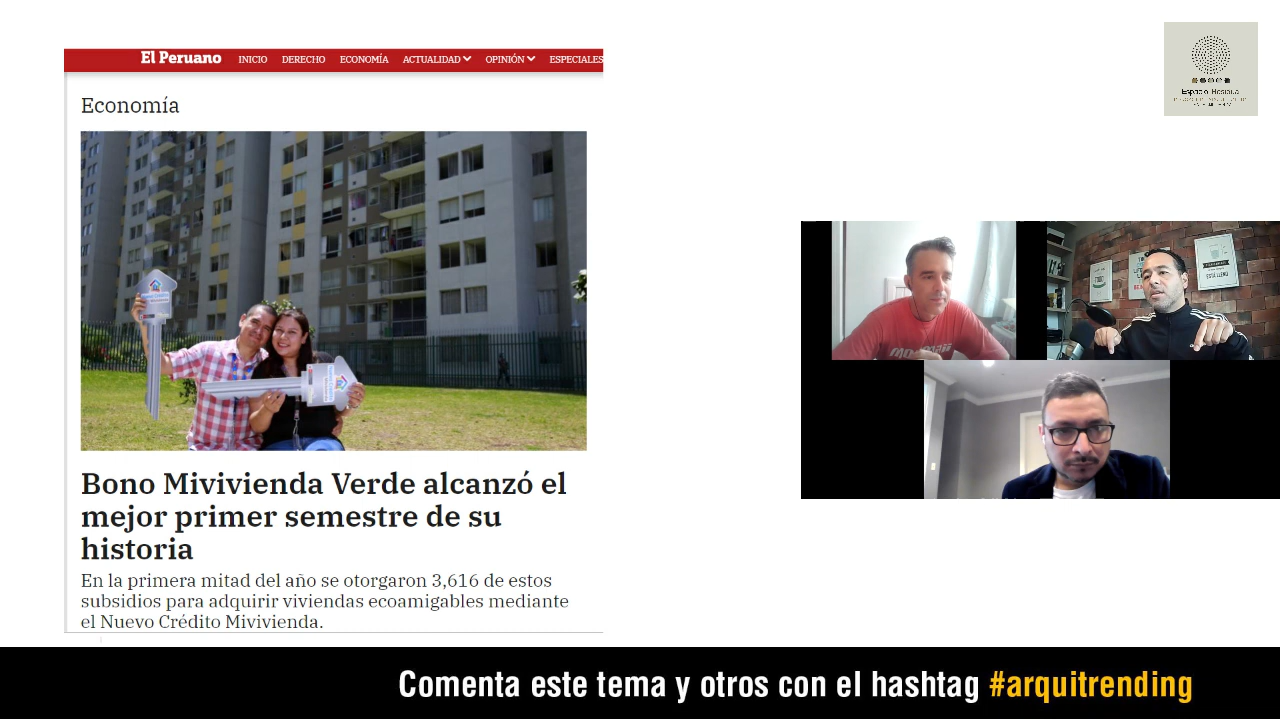 El Peruano INICIO DERECHO ECONOMÍA ACTUALIDAD OPINIÓN ESPECIALES
Economía
Bono Mivivienda Verde alcanzó el
mejor primer semestre de su
historia
En la primera mitad del año se otorgaron 3,616 de estos
subsidios para adquirir viviendas ecoamigables mediante
el Nuevo Crédito Mivivienda.
Espacio Residual
Comenta este tema y otros con el hashtag #arquitrending